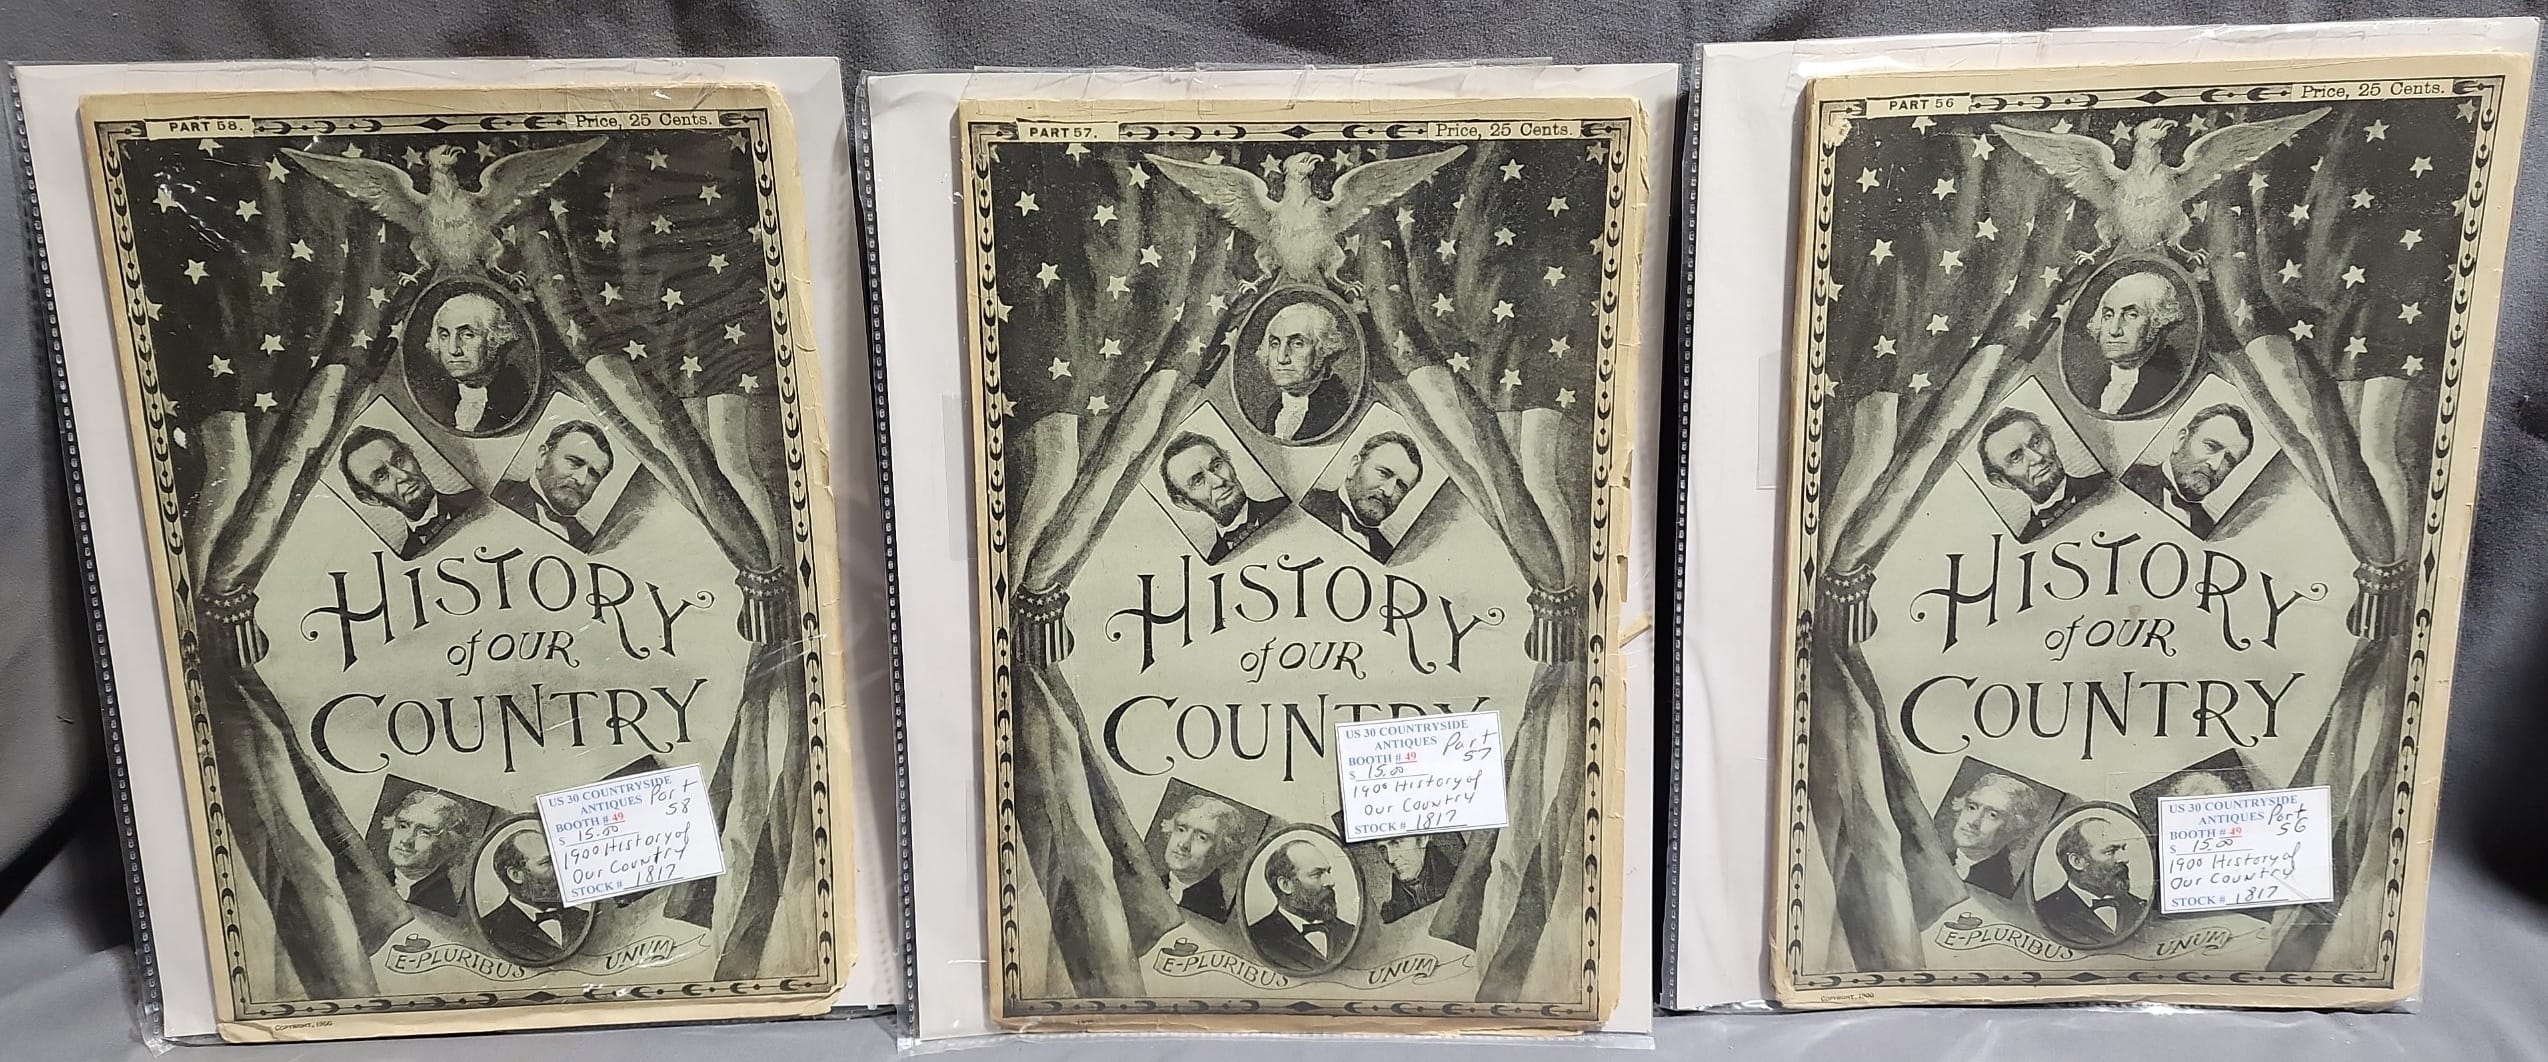 PART 58.
Price, 25 Cents.
HISTORY
of OUR
COUNTRY
US 30 COUNTRYSIDE
ANTIQUES Part
BOOTH # 49 58
$ 15.00
1900 History of
Our Country
STOCK # 1817
E-PLURIBUS UNUM
COPYRIGHT, 1900
PART 57.
Price, 25 Cents.
HISTORY
of OUR
COUNTRY
US 30 COUNTRYSIDE
ANTIQUES Part
BOOTH # 49 57
$ 15.00
1900 History of
Our Country
STOCK # 1817
E-PLURIBUS UNUM
PART 56
Price, 25 Cents.
HISTORY
of OUR
COUNTRY
US 30 COUNTRYSIDE
ANTIQUES Part
BOOTH # 49 56
$ 15.00
1900 History of
Our Country
STOCK # 1817
E-PLURIBUS UNUM
COPYRIGHT, 1900